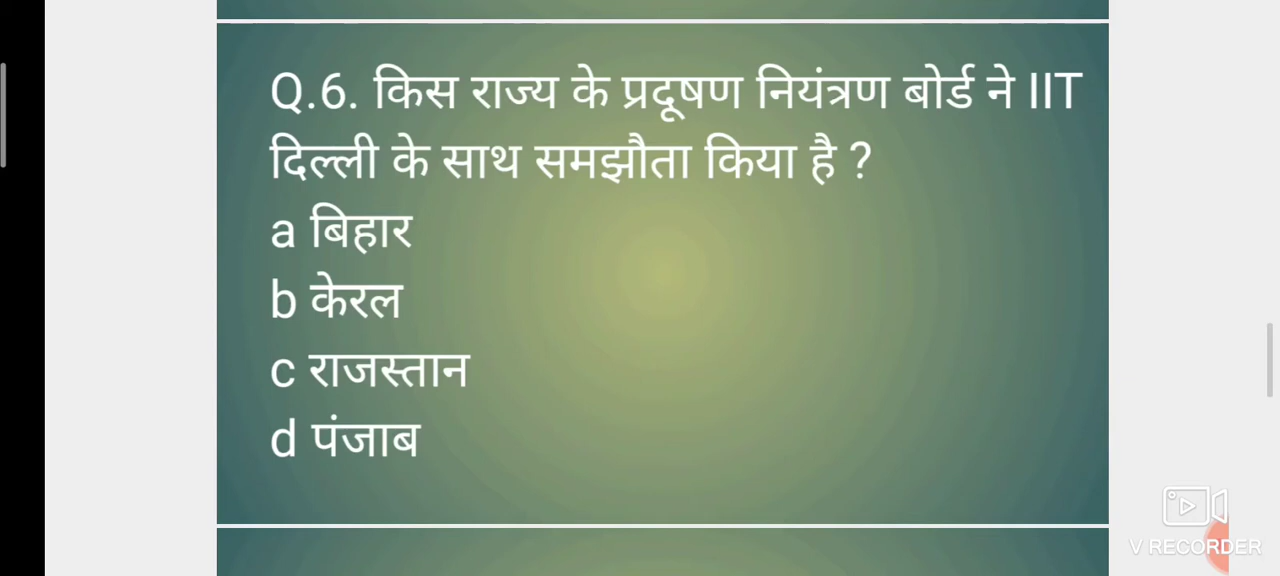 Q.6. किस राज्य के प्रदूषण नियंत्रण बोर्ड ने IIT
दिल्ली के साथ समझौता किया है ?
a बिहार
b केरल
c राजस्तान
d पंजाब
V RECORDER